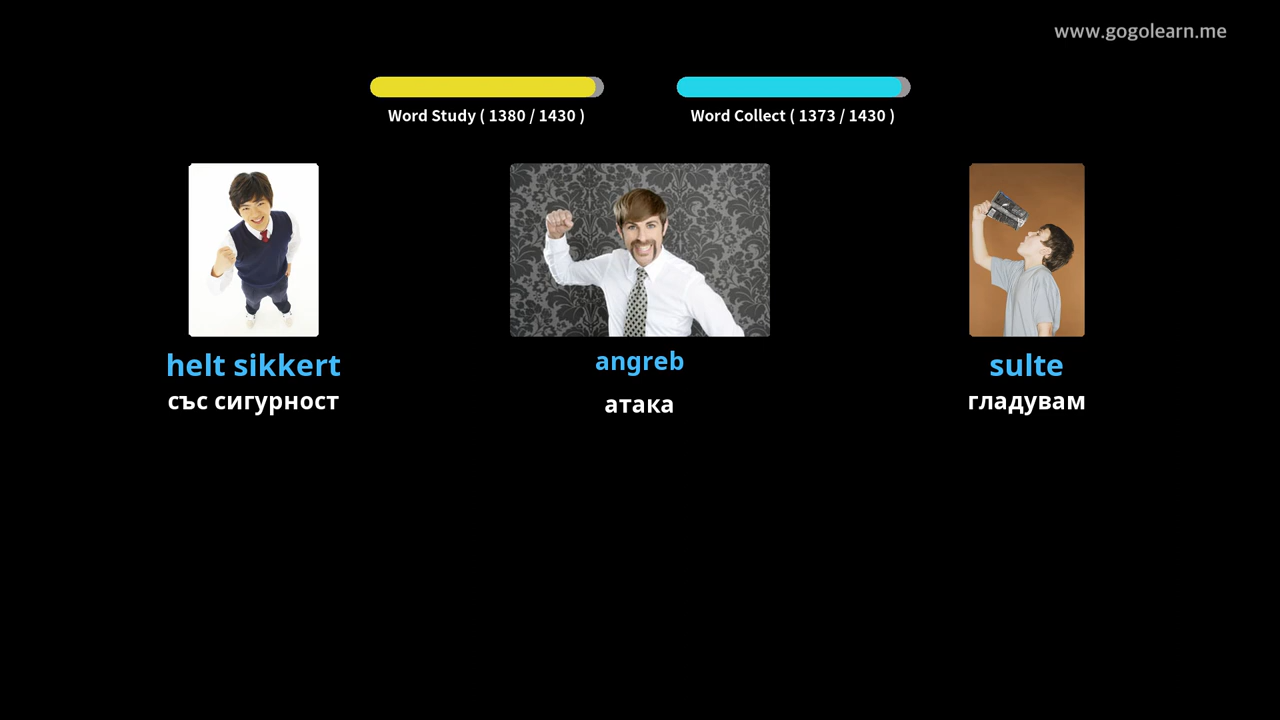 www.gogolearn.me
Word Study ( 1380 / 1430 )
Word Collect ( 1373 / 1430 )
helt sikkert
със сигурност
angreb
атака
sulte
гладувам